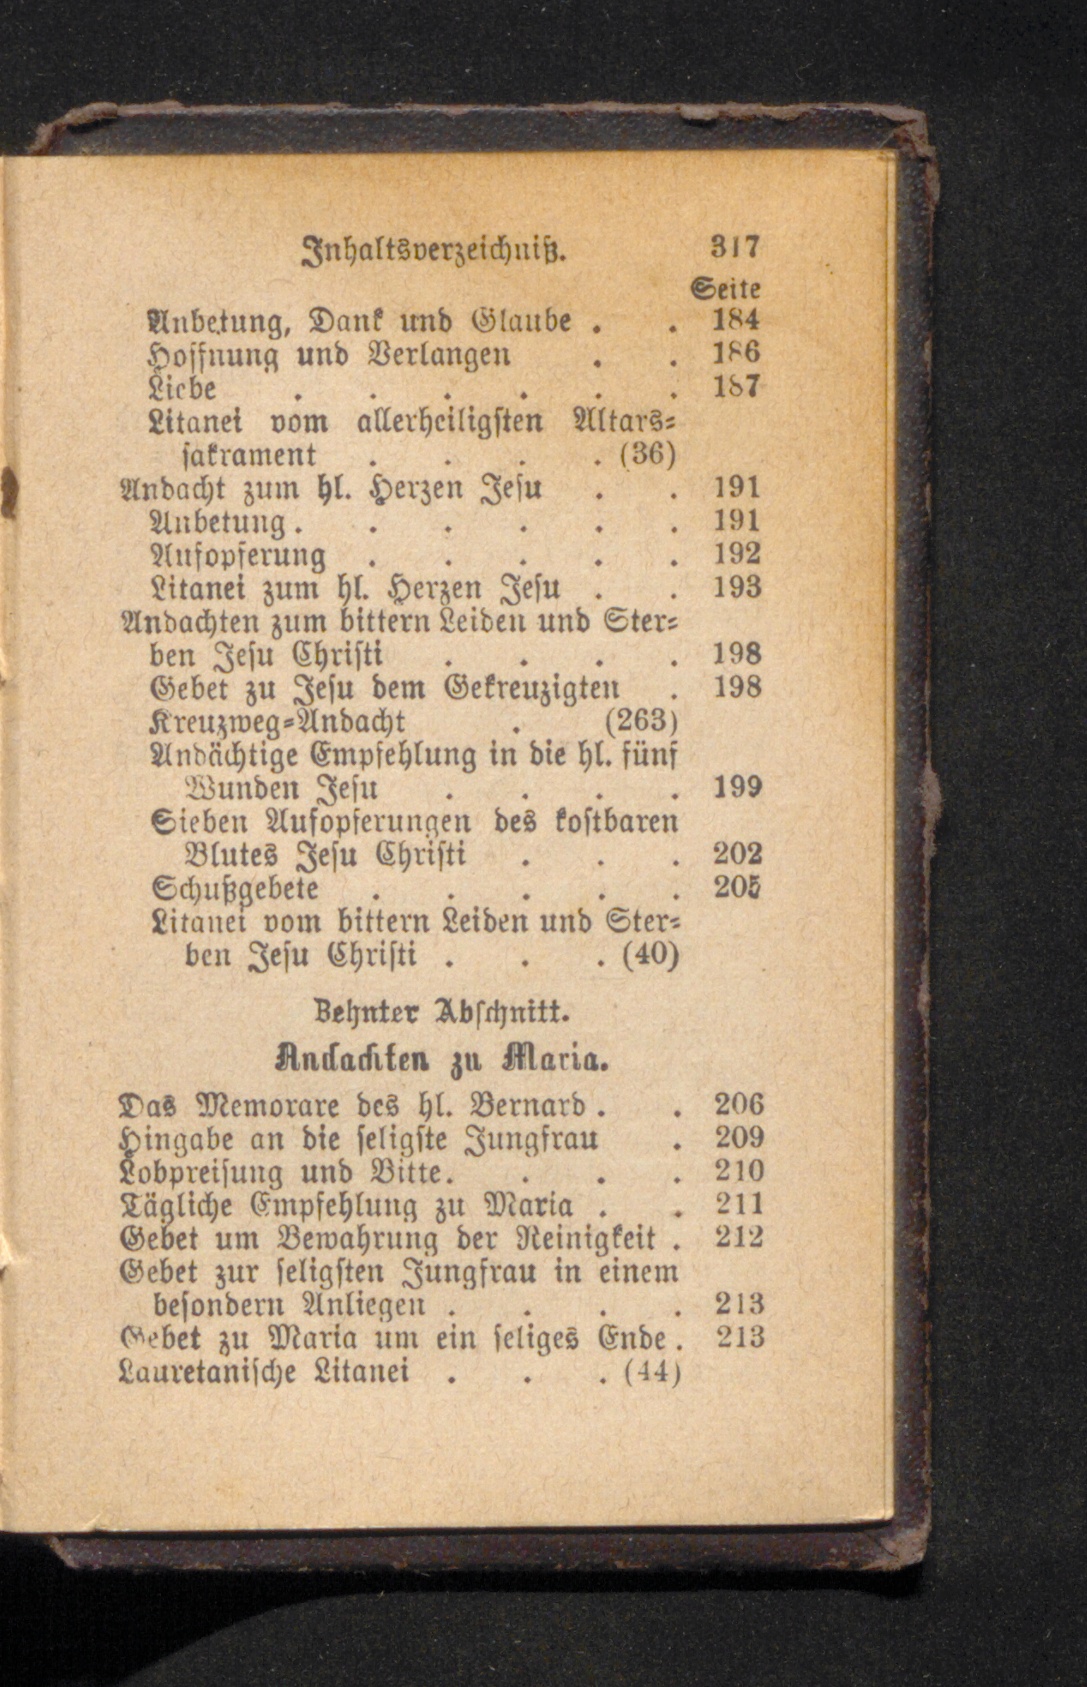 Inhaltsverzeichniß. 317
Seite
Anbetung, Dank und Glaube . . 184
Hoffnung und Verlangen . . 186
Liebe . . . . . . 187
Litanei vom allerheiligsten Altars-
sakrament . . . . (36)
Andacht zum hl. Herzen Jesu . . 191
Anbetung . . . . . . 191
Aufopferung . . . . . 192
Litanei zum hl. Herzen Jesu . . 193
Andachten zum bittern Leiden und Ster-
ben Jesu Christi . . . . 198
Gebet zu Jesu dem Gekreuzigten . 198
Kreuzweg-Andacht . (263)
Andächtige Empfehlung in die hl. fünf
Wunden Jesu . . . . 199
Sieben Aufopferungen des kostbaren
Blutes Jesu Christi . . . 202
Schußgebete . . . . . 205
Litanei vom bittern Leiden und Ster-
ben Jesu Christi . . . (40)
Zehnter Abschnitt.
Andachten zu Maria.
Das Memorare des hl. Bernard . . 206
Hingabe an die seligste Jungfrau . 209
Lobpreisung und Bitte . . . . 210
Tägliche Empfehlung zu Maria . . 211
Gebet um Bewahrung der Reinigkeit . 212
Gebet zur seligsten Jungfrau in einem
besondern Anliegen . . . . 213
Gebet zu Maria um ein seliges Ende . 213
Lauretanische Litanei . . . (44)